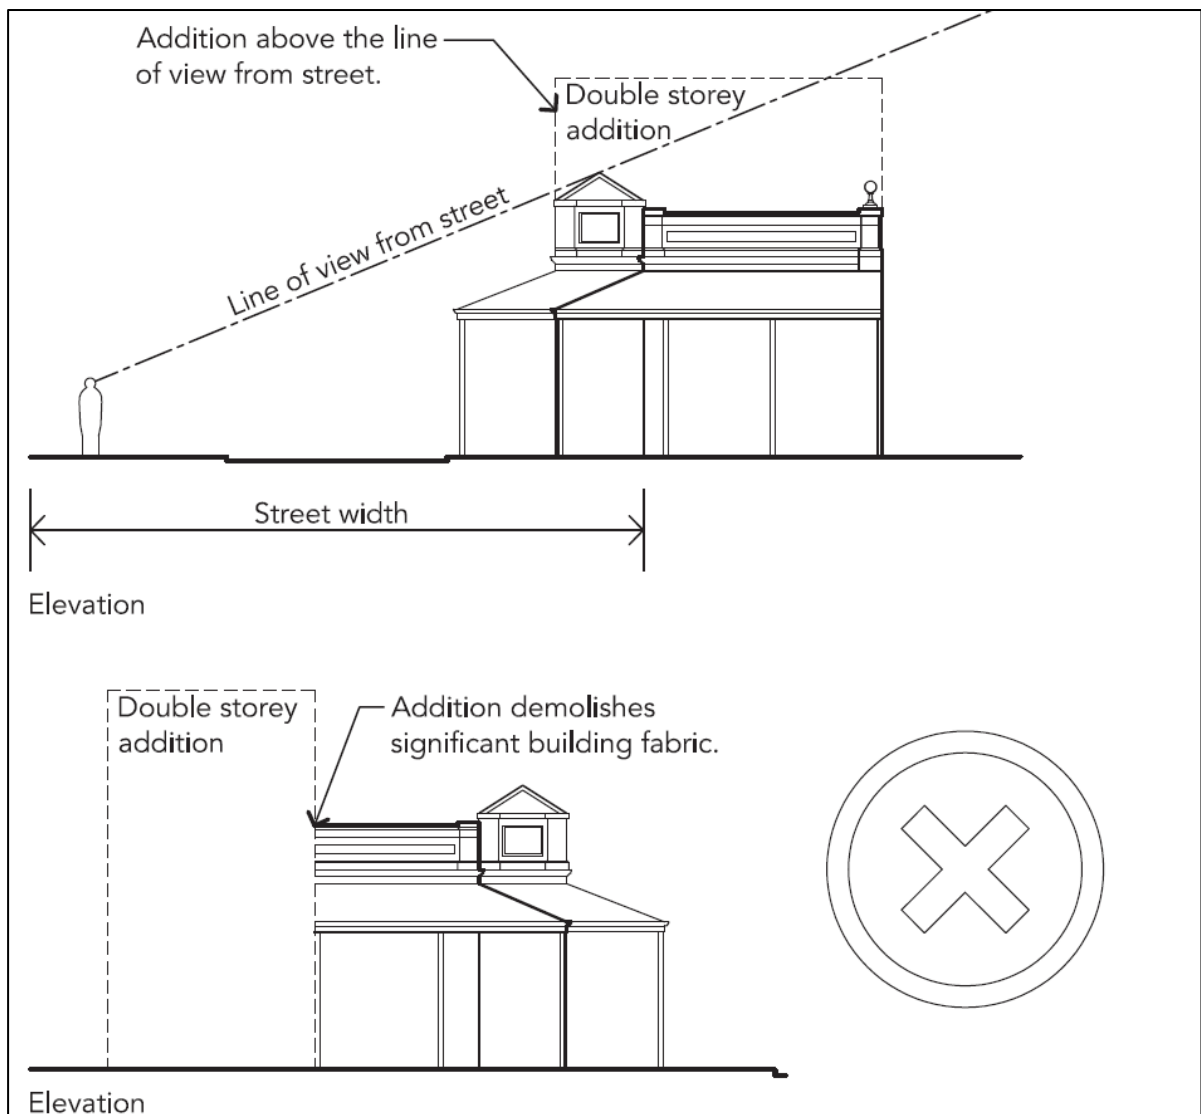 Addition above the line
of view from street.
Double storey
addition
Line of view from street
Street width
Elevation
Double storey
addition
Addition demolishes
significant building fabric.
Elevation